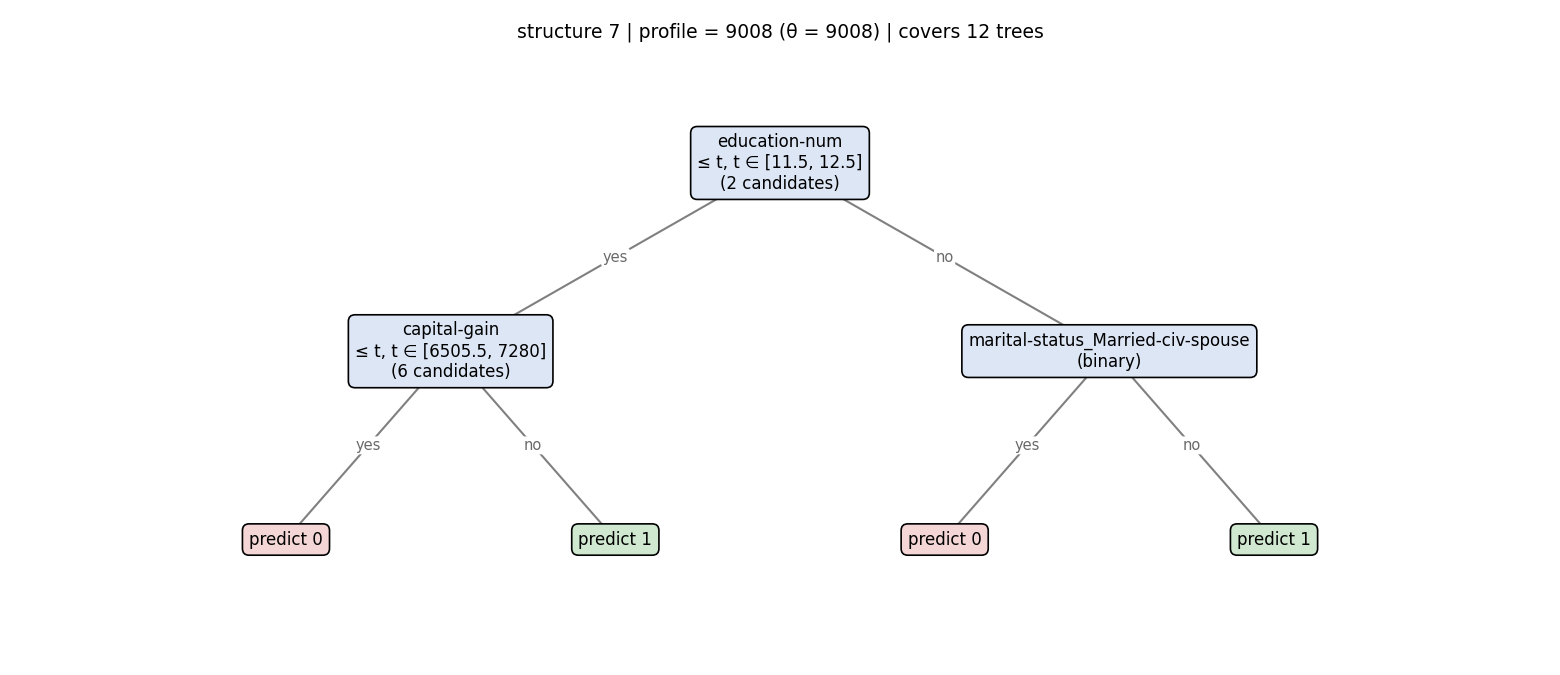 structure 7 | profile = 9008 (θ = 9008) | covers 12 trees
education-num
≤ t, t ∈ [11.5, 12.5]
(2 candidates)
yes
no
capital-gain
≤ t, t ∈ [6505.5, 7280]
(6 candidates)
marital-status_Married-civ-spouse
(binary)
yes
no
yes
no
predict 0
predict 1
predict 0
predict 1